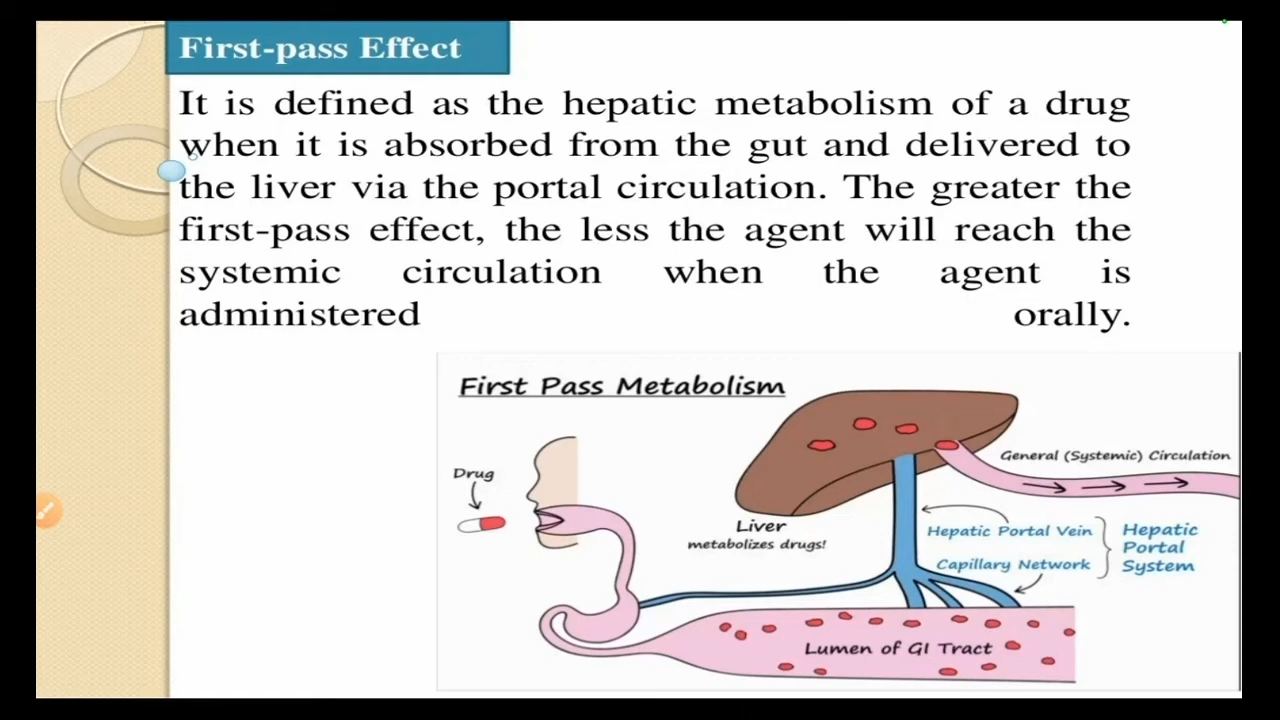 First-pass Effect
It is defined as the hepatic metabolism of a drug
when it is absorbed from the gut and delivered to
the liver via the portal circulation. The greater the
first-pass effect, the less the agent will reach the
systemic circulation when the agent is
administered orally.
First Pass Metabolism
Drug
General (Systemic) Circulation
Liver
metabolizes drugs!
Hepatic Portal Vein
Capillary Network
Hepatic
Portal
System
Lumen of GI Tract